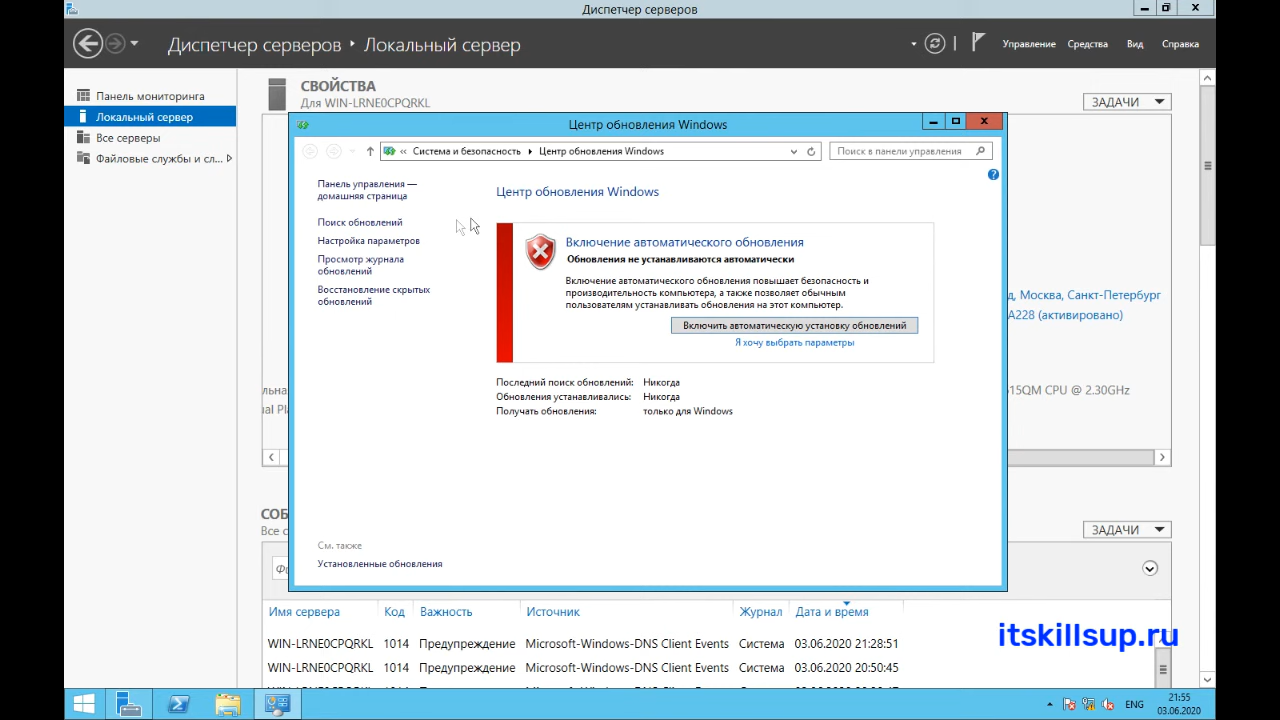 Диспетчер серверов
Диспетчер серверов
Локальный сервер
Управление
Средства
Вид
Справка
Панель мониторинга
Локальный сервер
Все серверы
Файловые службы и сл...
СВОЙСТВА
Для WIN-LRNE0CPQRKL
ЗАДАЧИ
Центр обновления Windows
« Система и безопасность
Центр обновления Windows
Поиск в панели управления
Панель управления —
домашняя страница
Поиск обновлений
Настройка параметров
Просмотр журнала
обновлений
Восстановление скрытых
обновлений
Центр обновления Windows
Включение автоматического обновления
Обновления не устанавливаются автоматически
Включение автоматического обновления повышает безопасность и
производительность компьютера, а также позволяет обычным
пользователям устанавливать обновления на этот компьютер.
Включить автоматическую установку обновлений
Я хочу выбрать параметры
Последний поиск обновлений: Никогда
Обновления устанавливались: Никогда
Получать обновления: только для Windows
См. также
Установленные обновления
д, Москва, Санкт-Петербург
A228 (активировано)
15QM CPU @ 2.30GHz
льная
al Pl
СОБ
Все с
ЗАДАЧИ
Фи
Имя сервера Код Важность Источник Журнал Дата и время
WIN-LRNE0CPQRKL 1014 Предупреждение Microsoft-Windows-DNS Client Events Система 03.06.2020 21:28:51
WIN-LRNE0CPQRKL 1014 Предупреждение Microsoft-Windows-DNS Client Events Система 03.06.2020 20:50:45
itskillsup.ru
ENG
21:55
03.06.2020